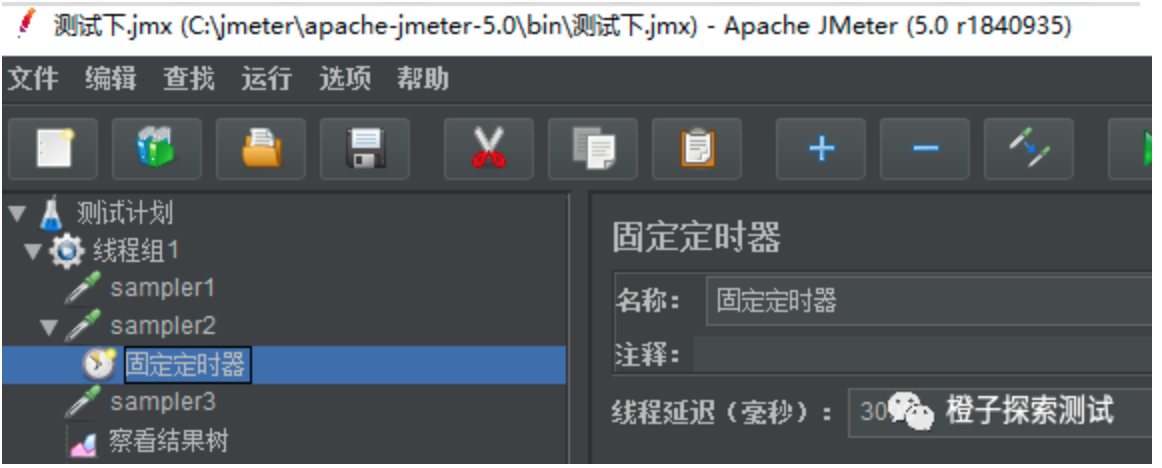 测试下.jmx (C:\jmeter\apache-jmeter-5.0\bin\测试下.jmx) - Apache JMeter (5.0 r1840935)
文件 编辑 查找 运行 选项 帮助
测试计划
线程组1
sampler1
sampler2
固定定时器
sampler3
察看结果树
固定定时器
名称： 固定定时器
注释：
线程延迟（毫秒）：
橙子探索测试